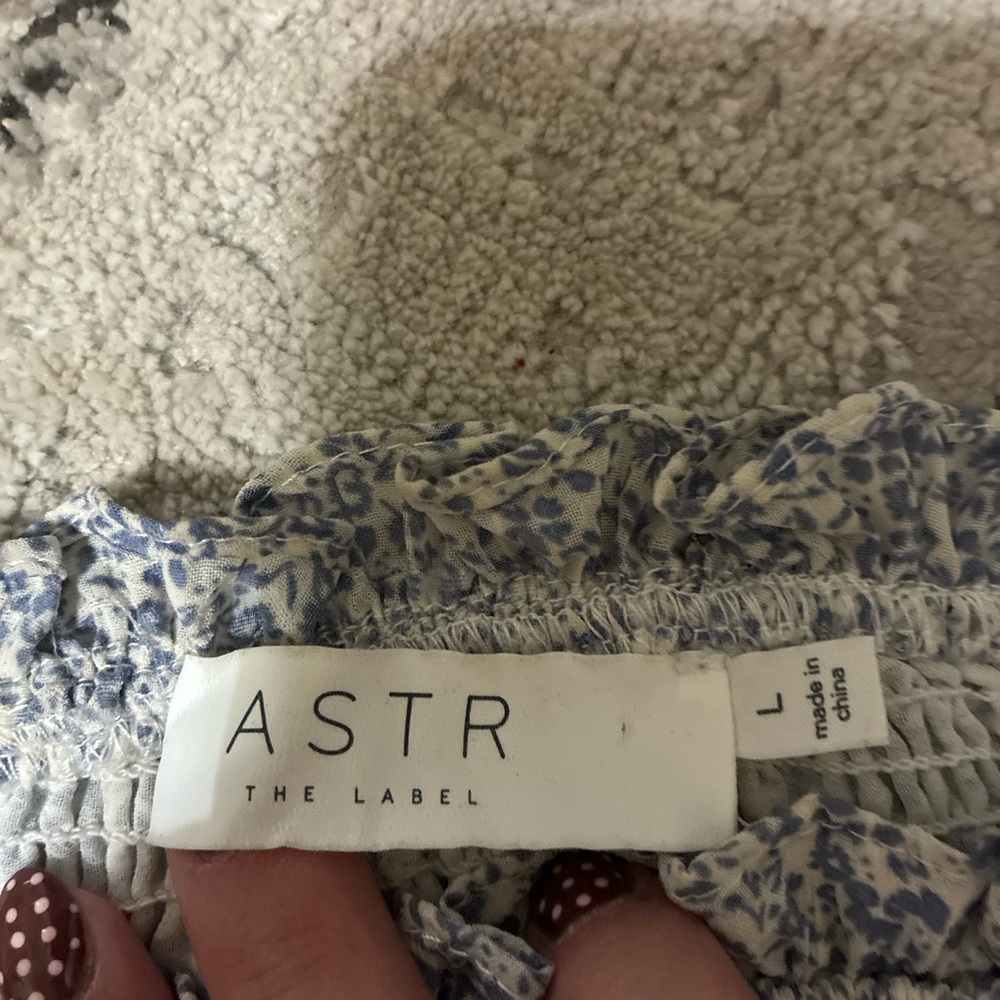 ASTR
THE LABEL
L
made in
china